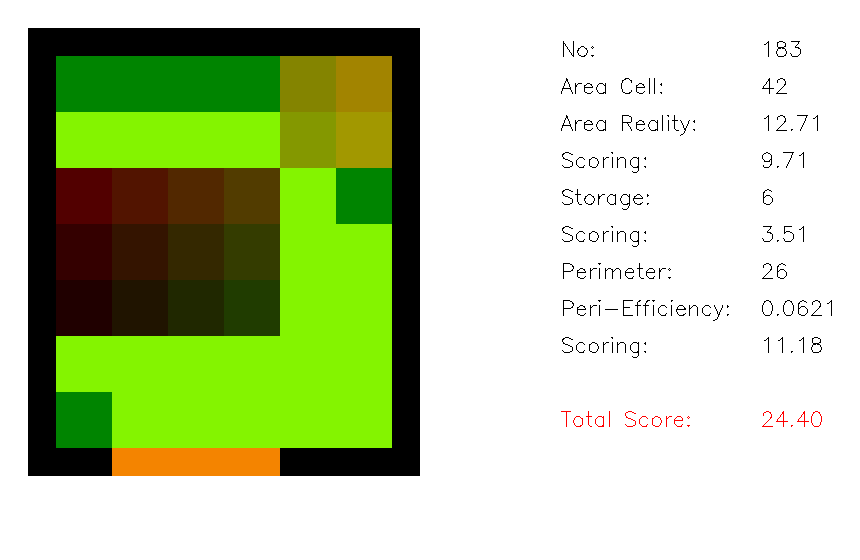 No: 183
Area Cell: 42
Area Reality: 12.71
Scoring: 9.71
Storage: 6
Scoring: 3.51
Perimeter: 26
Peri-Efficiency: 0.0621
Scoring: 11.18
Total Score: 24.40